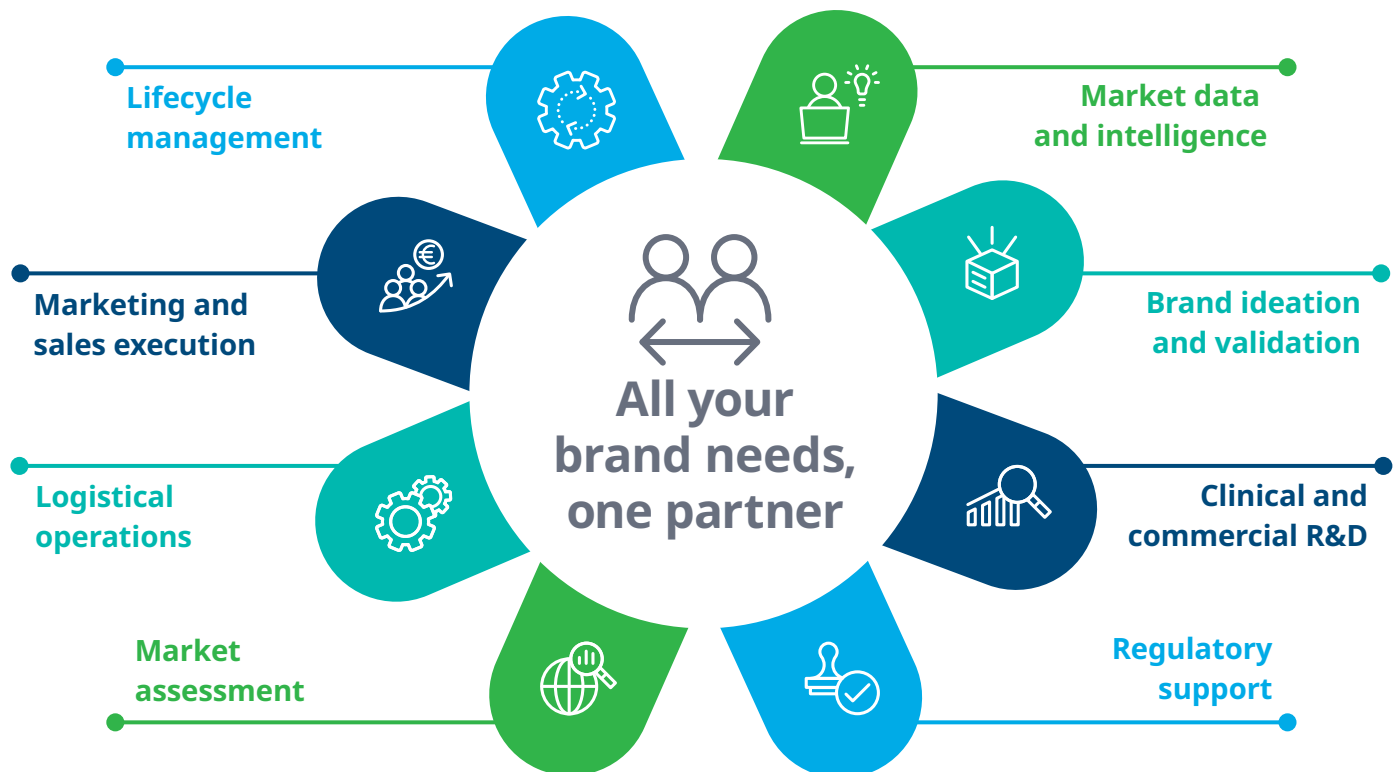 Lifecycle
management
Market data
and intelligence
Marketing and
sales execution
Brand ideation
and validation
€
All your
brand needs,
one partner
Logistical
operations
Clinical and
commercial R&D
Market
assessment
Regulatory
support